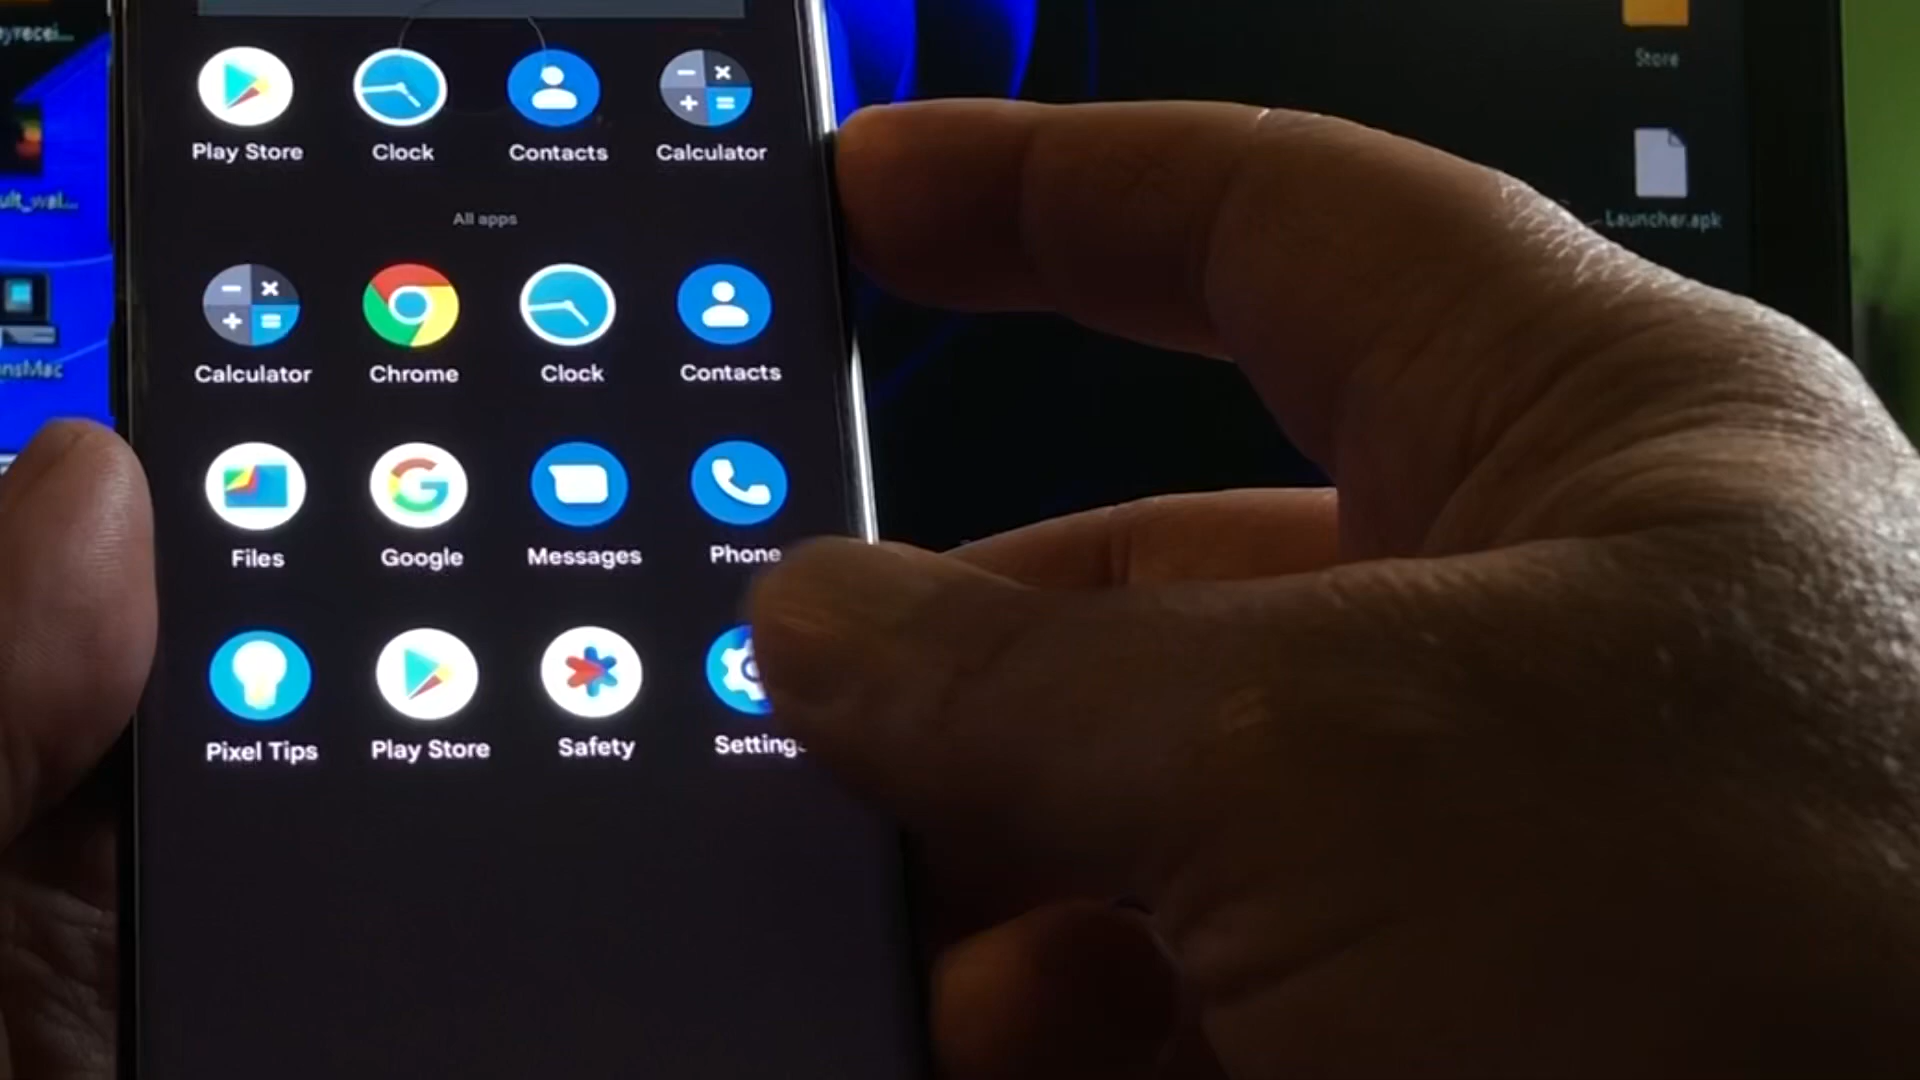 Store
Play Store
Clock
Contacts
Calculator
Launcher.apk
All apps
Calculator
Chrome
Clock
Contacts
Files
Google
Messages
Phone
Pixel Tips
Play Store
Safety
Settings